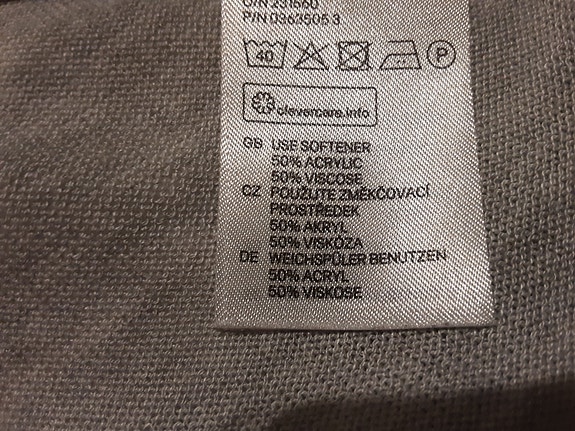 O/N 231560
P/N 0363505 3
40 P
clevercare.info
GB USE SOFTENER
50% ACRYLIC
50% VISCOSE
CZ POUŽIJTE ZMĚKČOVACÍ
PROSTŘEDEK
50% AKRYL
50% VISKÓZA
DE WEICHSPÜLER BENUTZEN
50% ACRYL
50% VISKOSE